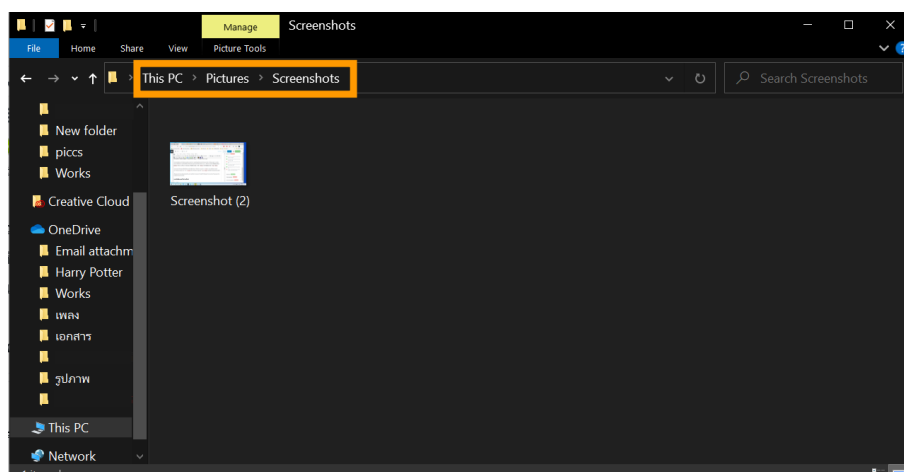 Manage Screenshots
File Home Share View Picture Tools
This PC > Pictures > Screenshots
Search Screenshots
New folder
piccs
Works
Creative Cloud
OneDrive
Email attachm
Harry Potter
Works
เพลง
เอกสาร
รูปภาพ
This PC
Network
Screenshot (2)